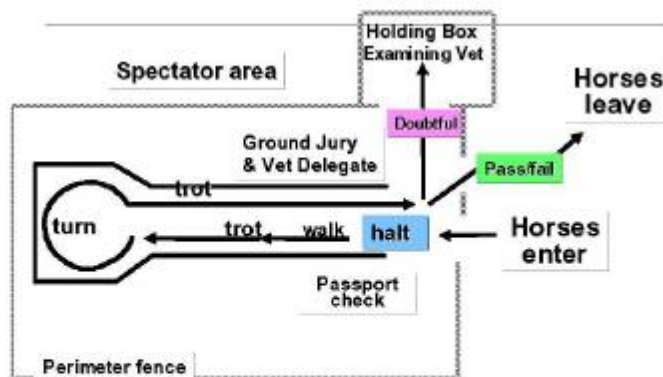 Holding Box
Examining Vet
Spectator area
Horses
leave
Doubtful
Ground Jury
& Vet Delegate
Pass/fail
trot
turn
trot
walk
halt
Horses
enter
Passport
check
Perimeter fence